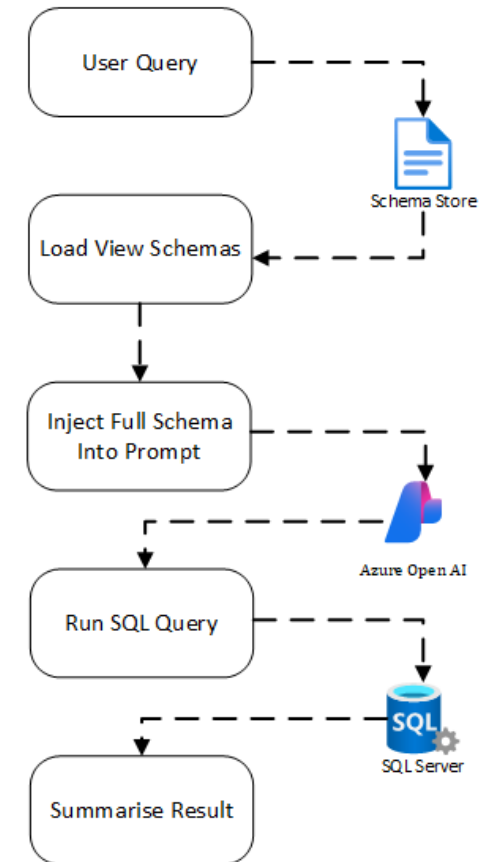 User Query
Schema Store
Load View Schemas
Inject Full Schema
Into Prompt
Azure Open AI
Run SQL Query
SQL
SQL Server
Summarise Result